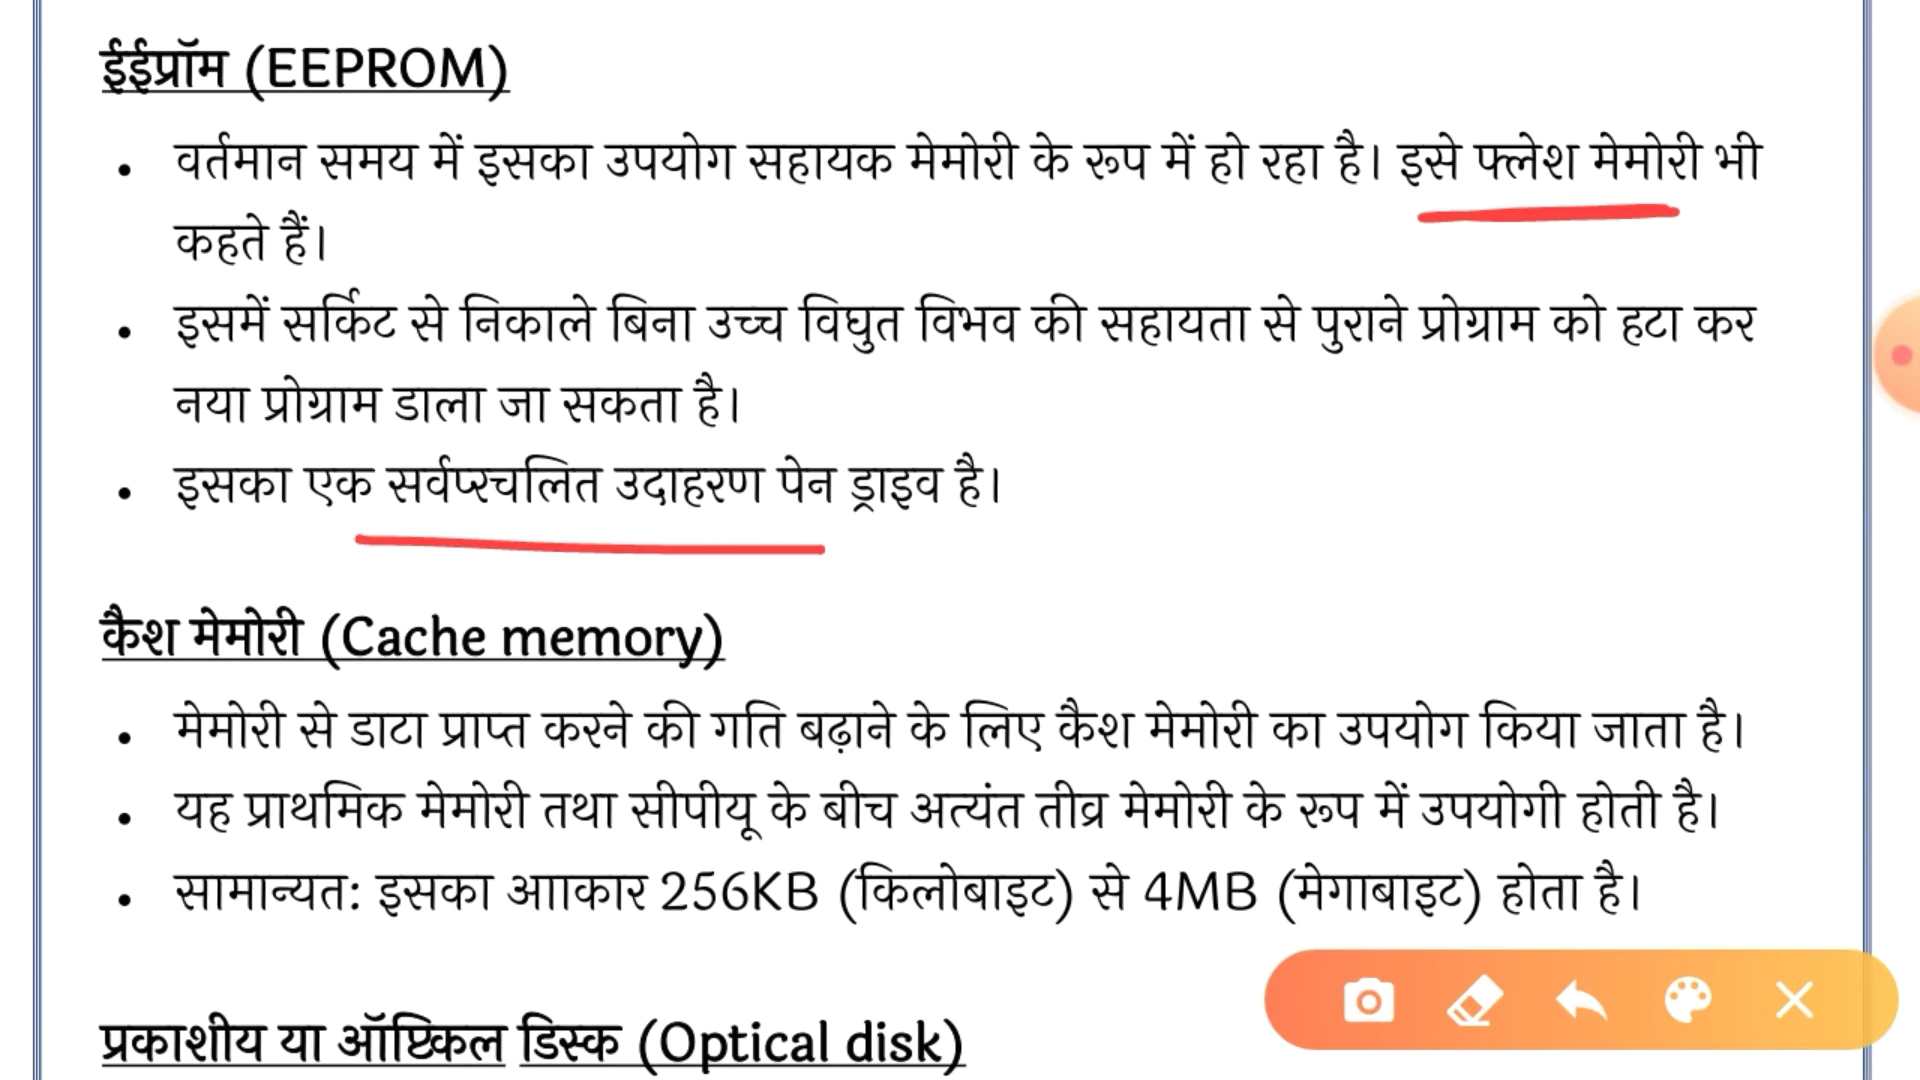 ईईप्रॉम (EEPROM)
• वर्तमान समय में इसका उपयोग सहायक मेमोरी के रूप में हो रहा है। इसे फ्लेश मेमोरी भी
कहते हैं।
• इसमें सर्किट से निकाले बिना उच्च विघुत विभव की सहायता से पुराने प्रोग्राम को हटा कर
नया प्रोग्राम डाला जा सकता है।
• इसका एक सर्वप्रचलित उदाहरण पेन ड्राइव है।
कैश मेमोरी (Cache memory)
• मेमोरी से डाटा प्राप्त करने की गति बढ़ाने के लिए कैश मेमोरी का उपयोग किया जाता है।
• यह प्राथमिक मेमोरी तथा सीपीयू के बीच अत्यंत तीव्र मेमोरी के रूप में उपयोगी होती है।
• सामान्यत: इसका आाकार 256KB (किलोबाइट) से 4MB (मेगाबाइट) होता है।
प्रकाशीय या ऑप्टिकल डिस्क (Optical disk)